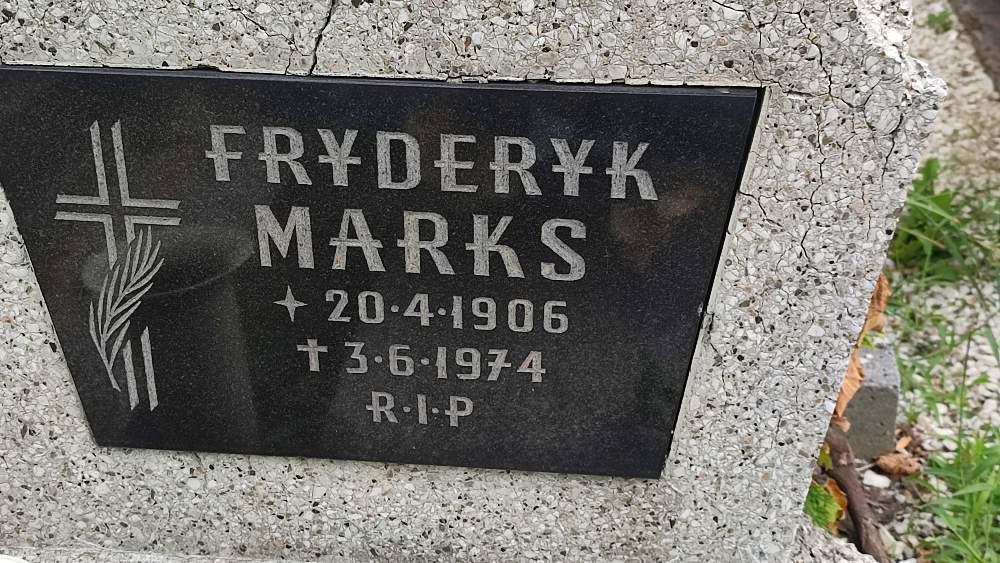 FRYDERYK
MARKS
✦ 20·4·1906
✝ 3·6·1974
R·I·P